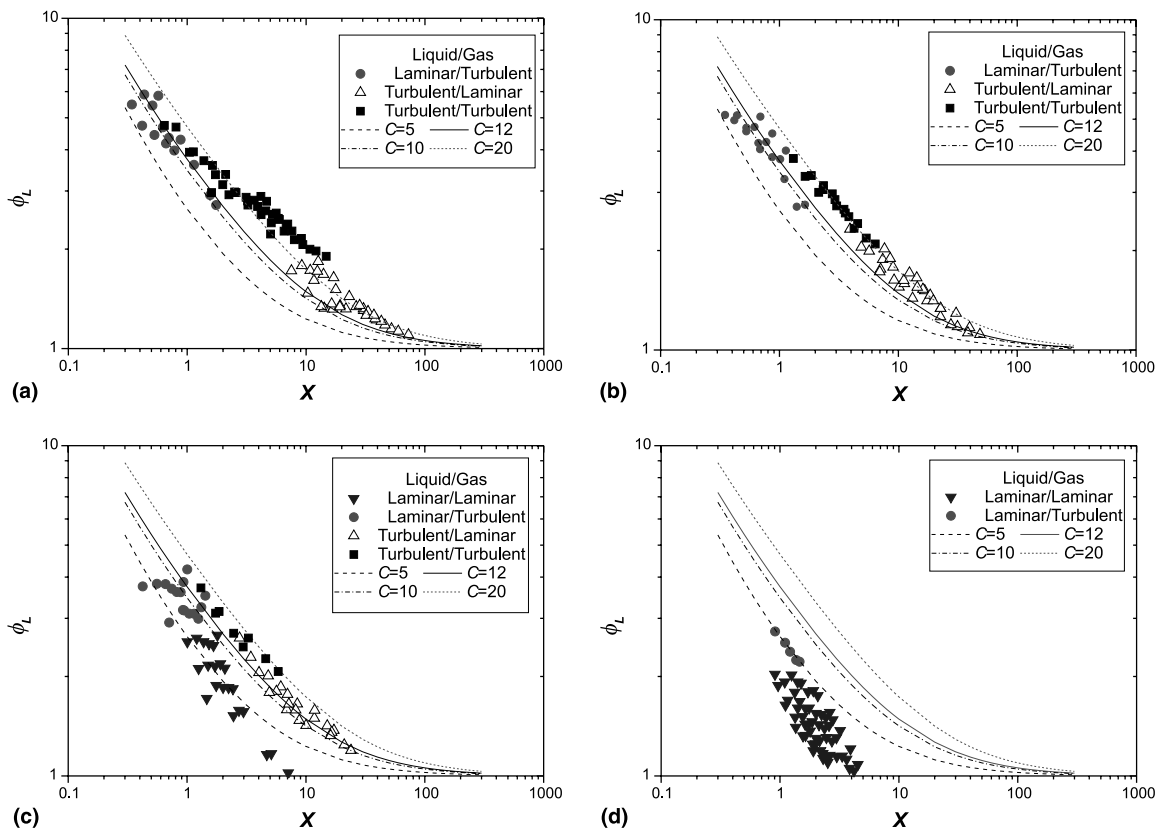 10
Liquid/Gas
Laminar/Turbulent
Turbulent/Laminar
Turbulent/Turbulent
C=5 C=12
C=10 C=20
ϕL
1
0.1 1 10 100 1000
(a) X
10
Liquid/Gas
Laminar/Turbulent
Turbulent/Laminar
Turbulent/Turbulent
C=5 C=12
C=10 C=20
ϕL
1
0.1 1 10 100 1000
(b) X
10
Liquid/Gas
Laminar/Laminar
Laminar/Turbulent
Turbulent/Laminar
Turbulent/Turbulent
C=5 C=12
C=10 C=20
ϕL
1
0.1 1 10 100 1000
(c) X
10
Liquid/Gas
Laminar/Laminar
Laminar/Turbulent
C=5 C=12
C=10 C=20
ϕL
1
0.1 1 10 100 1000
(d) X